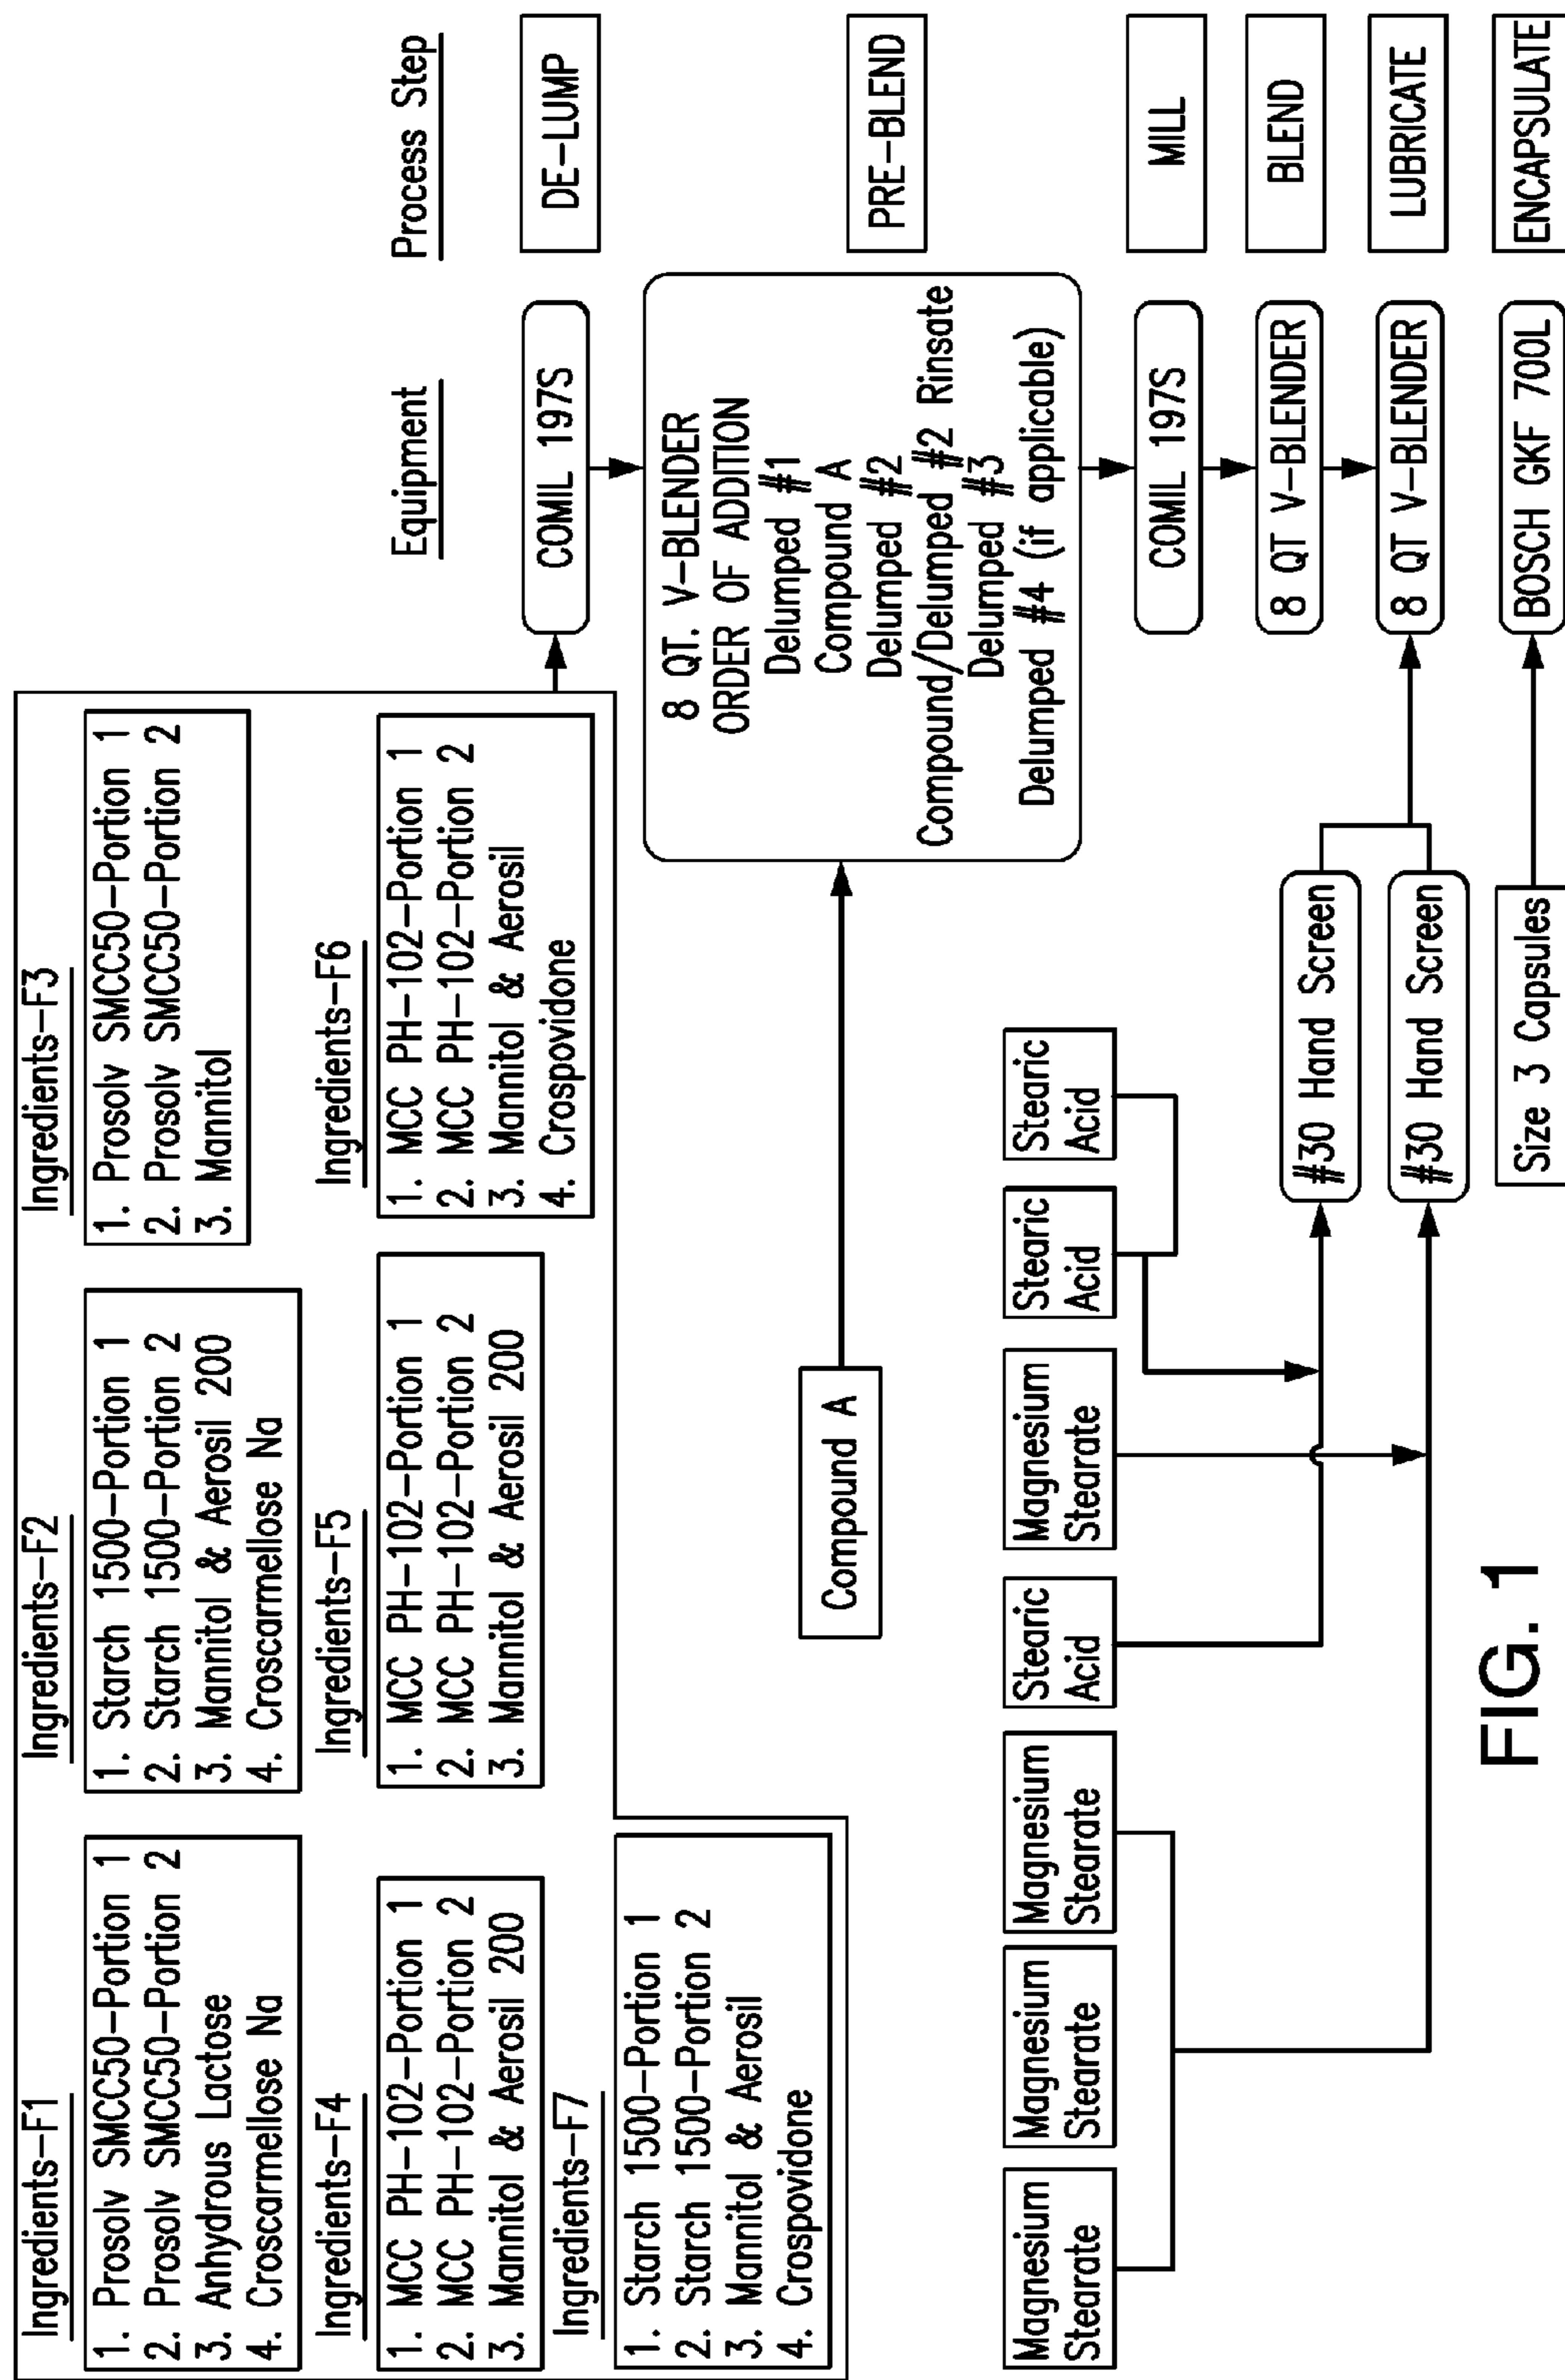 Ingredients-F1
1. Prosolv SMCC50-Portion 1
2. Prosolv SMCC50-Portion 2
3. Anhydrous Lactose
4. Croscarmellose Na
Ingredients-F2
1. Starch 1500-Portion 1
2. Starch 1500-Portion 2
3. Mannitol & Aerosil 200
4. Croscarmellose Na
Ingredients-F3
1. Prosolv SMCC50-Portion 1
2. Prosolv SMCC50-Portion 2
3. Mannitol
Ingredients-F4
1. MCC PH-102-Portion 1
2. MCC PH-102-Portion 2
3. Mannitol & Aerosil 200
Ingredients-F5
1. MCC PH-102-Portion 1
2. MCC PH-102-Portion 2
3. Mannitol & Aerosil 200
Ingredients-F6
1. MCC PH-102-Portion 1
2. MCC PH-102-Portion 2
3. Mannitol & Aerosil
4. Crospovidone
Ingredients-F7
1. Starch 1500-Portion 1
2. Starch 1500-Portion 2
3. Mannitol & Aerosil
4. Crospovidone
Equipment
Process Step
COMIL 197S
DE-LUMP
Compound A
8 QT. V-BLENDER
ORDER OF ADDITION
Delumped #1
Compound A
Delumped #2
Compound/Delumped #2 Rinsate
Delumped #3
Delumped #4 (if applicable)
PRE-BLEND
COMIL 197S
MILL
8 QT V-BLENDER
BLEND
Magnesium
Stearate
Magnesium
Stearate
Magnesium
Stearate
Stearic
Acid
Magnesium
Stearate
Stearic
Acid
Stearic
Acid
#30 Hand Screen
#30 Hand Screen
8 QT V-BLENDER
LUBRICATE
Size 3 Capsules
BOSCH GKF 700L
ENCAPSULATE
FIG. 1